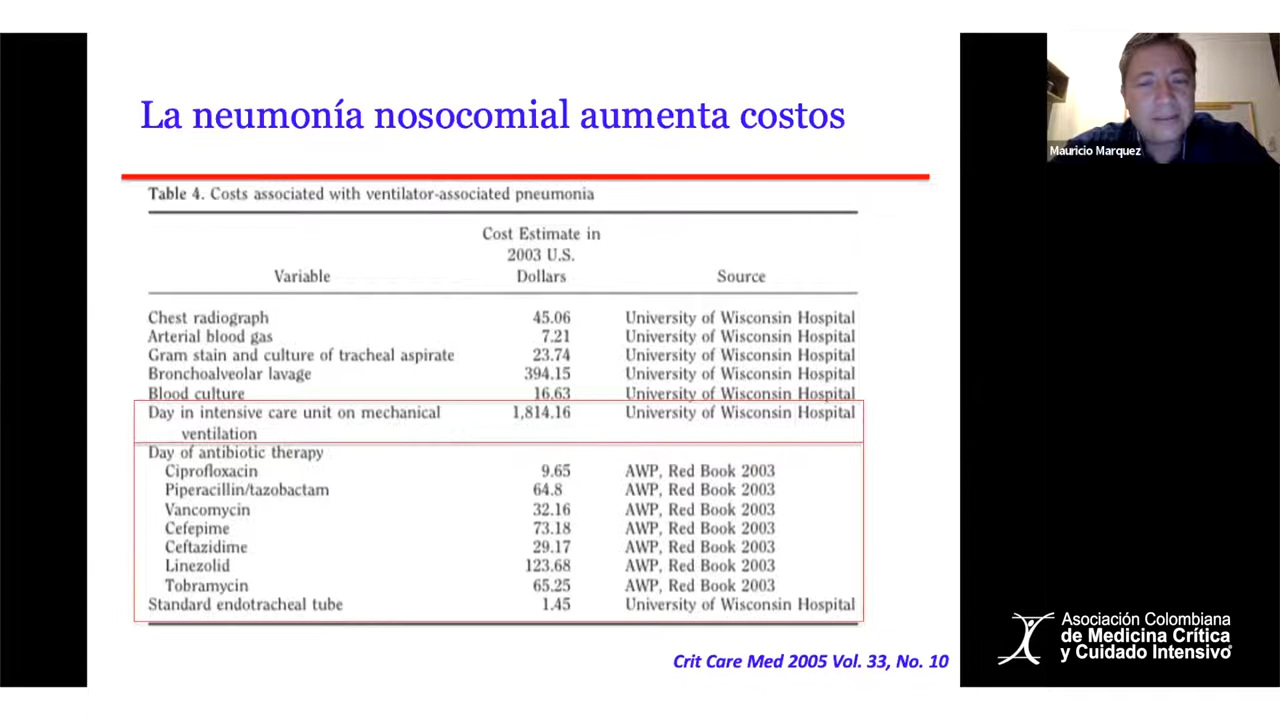 La neumonía nosocomial aumenta costos
Mauricio Marquez
Table 4. Costs associated with ventilator-associated pneumonia
Variable Cost Estimate in 2003 U.S. Dollars Source
Chest radiograph 45.06 University of Wisconsin Hospital
Arterial blood gas 7.21 University of Wisconsin Hospital
Gram stain and culture of tracheal aspirate 23.74 University of Wisconsin Hospital
Bronchoalveolar lavage 394.15 University of Wisconsin Hospital
Blood culture 16.63 University of Wisconsin Hospital
Day in intensive care unit on mechanical 1,814.16 University of Wisconsin Hospital
ventilation
Day of antibiotic therapy
Ciprofloxacin 9.65 AWP, Red Book 2003
Piperacillin/tazobactam 64.8 AWP, Red Book 2003
Vancomycin 32.16 AWP, Red Book 2003
Cefepime 73.18 AWP, Red Book 2003
Ceftazidime 29.17 AWP, Red Book 2003
Linezolid 123.68 AWP, Red Book 2003
Tobramycin 65.25 AWP, Red Book 2003
Standard endotracheal tube 1.45 University of Wisconsin Hospital
Crit Care Med 2005 Vol. 33, No. 10
Asociación Colombiana
de Medicina Crítica
y Cuidado Intensivo